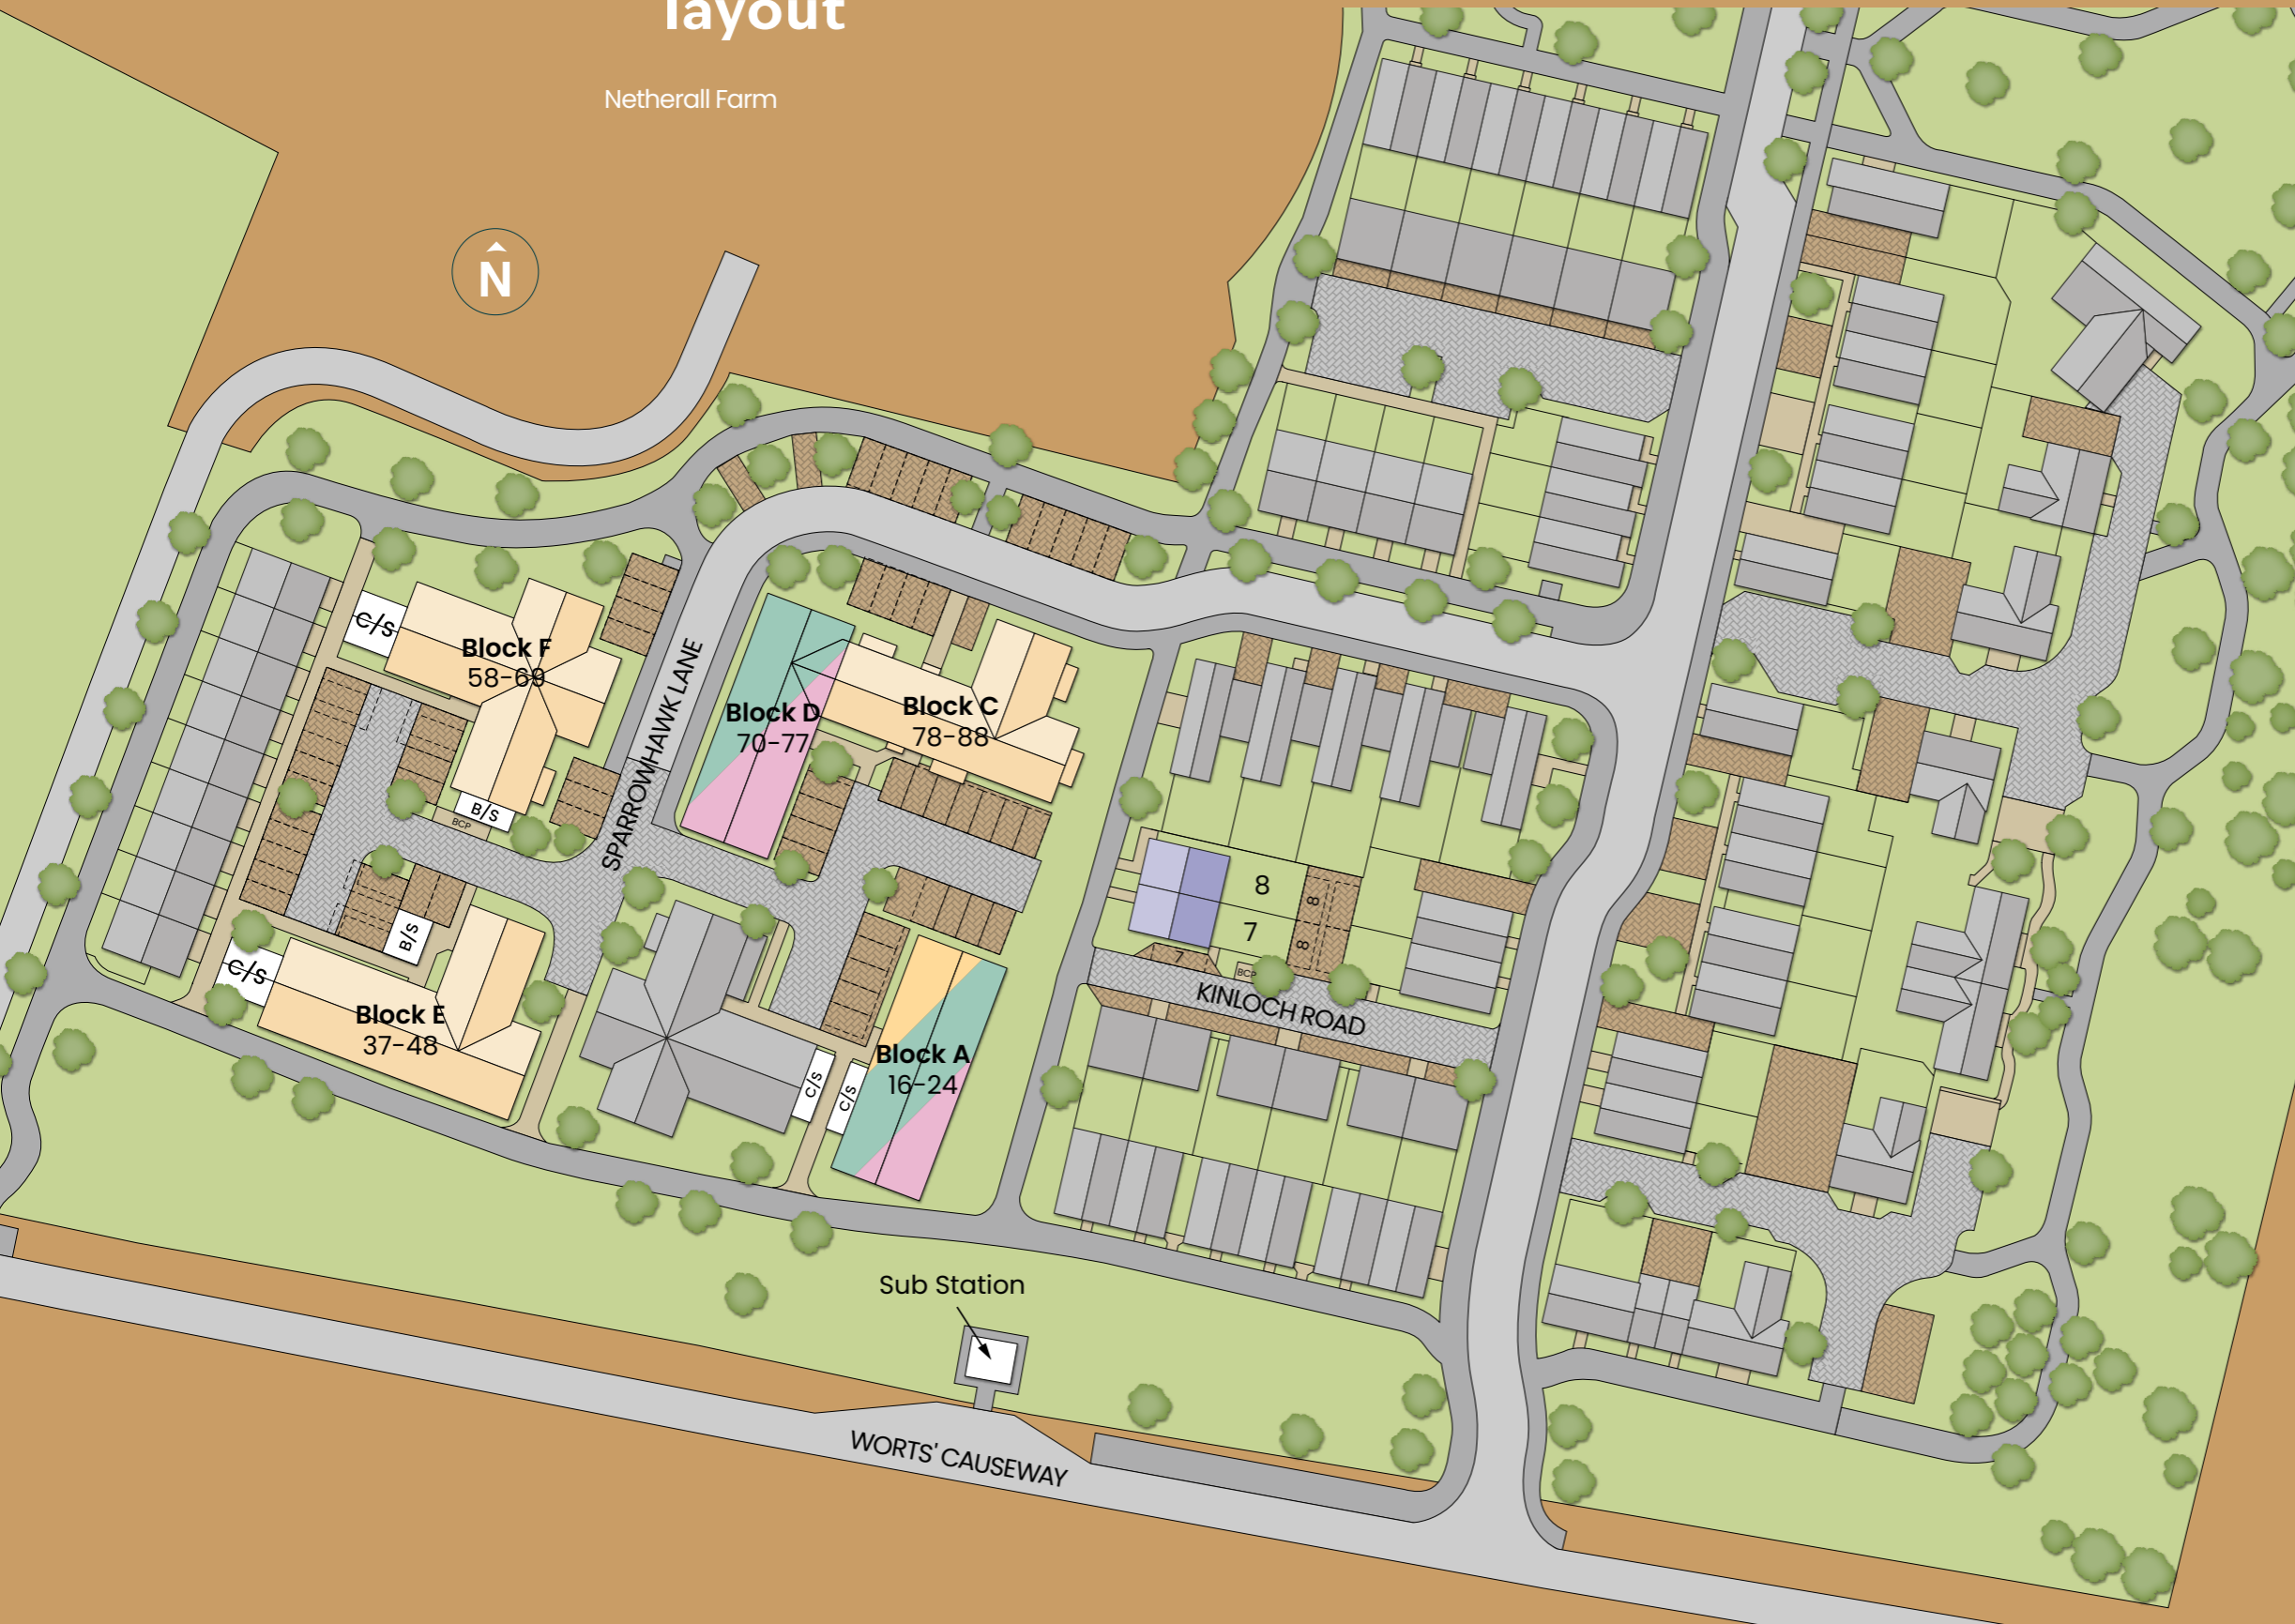 layout
Netherall Farm
N
C/S
Block F
58-69
SPARROWHAWK LANE
Block D
70-77
Block C
78-88
B/s
BCP
B/s
C/S
Block E
37-48
8
8
7
8
7
BCP
KINLOCH ROAD
Block A
16-24
C/S
C/S
Sub Station
WORTS' CAUSEWAY